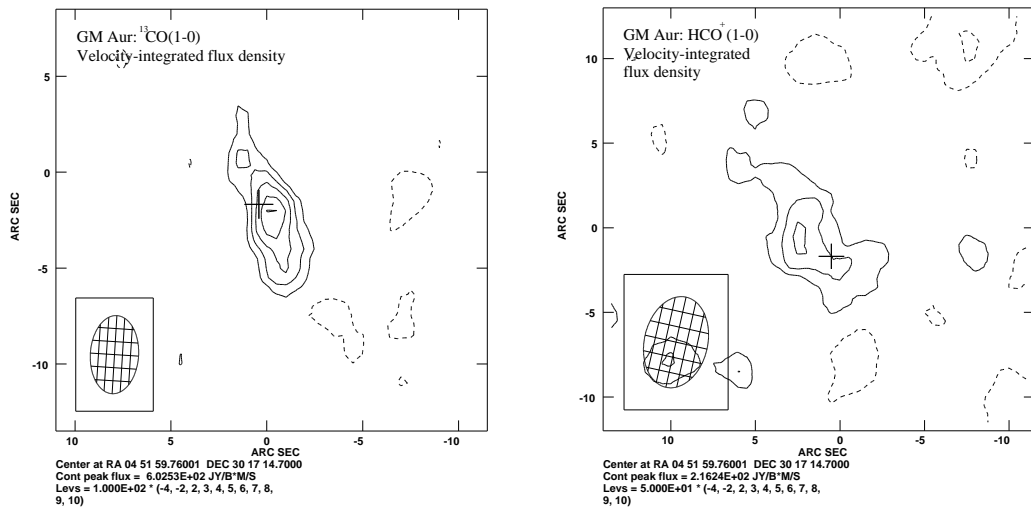 GM Aur: ¹³CO(1-0)
Velocity-integrated flux density
ARC SEC
5
0
-5
-10
10
5
0
-5
-10
ARC SEC
Center at RA 04 51 59.76001 DEC 30 17 14.7000
Cont peak flux = 6.0253E+02 JY/B*M/S
Levs = 1.000E+02 * (-4, -2, 2, 3, 4, 5, 6, 7, 8,
9, 10)
GM Aur: HCO⁺(1-0)
Velocity-integrated
flux density
ARC SEC
10
5
0
-5
-10
10
5
0
-5
-10
ARC SEC
Center at RA 04 51 59.76001 DEC 30 17 14.7000
Cont peak flux = 2.1624E+02 JY/B*M/S
Levs = 5.000E+01 * (-4, -2, 2, 3, 4, 5, 6, 7, 8,
9, 10)